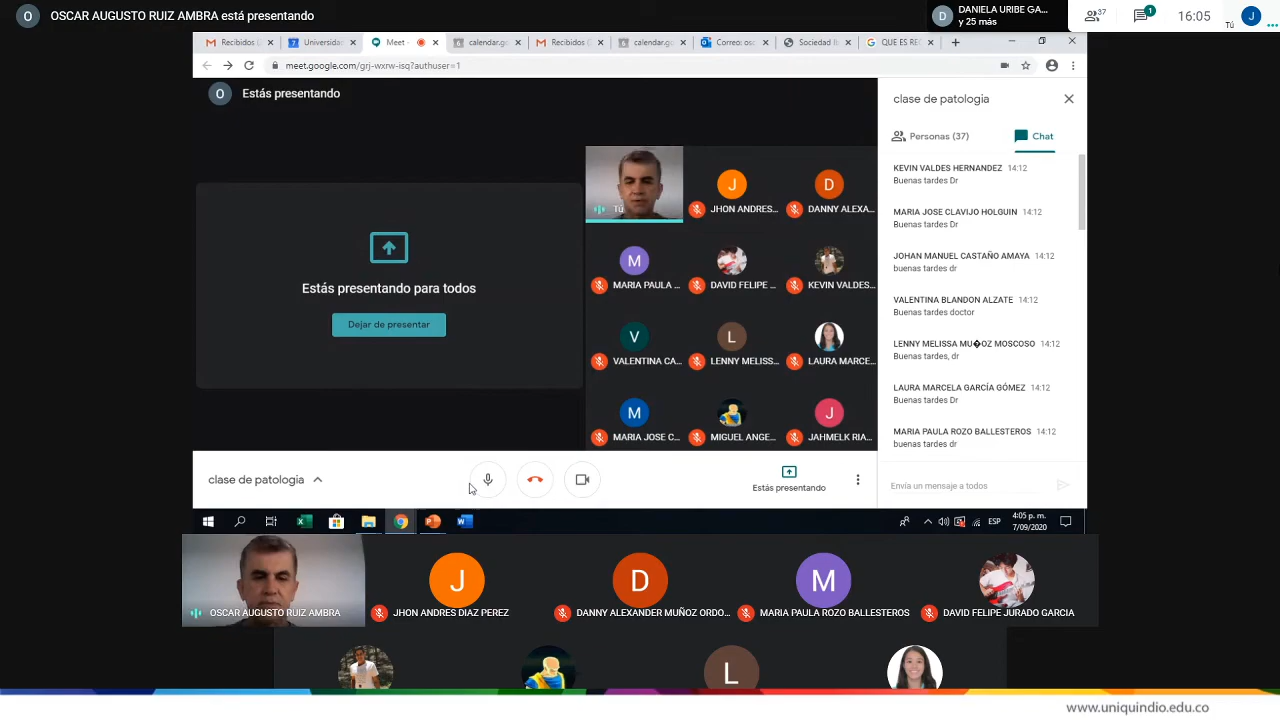 O OSCAR AUGUSTO RUIZ AMBRA está presentando
D DANIELA URIBE GA...
y 25 más
37
1
16:05
Tú
J
Recibidos
Universidad
Meet -
calendar.go
Recibidos
calendar.go
Correo: os
Sociedad Ib
QUE ES RE
meet.google.com/grj-wxrw-isq?authuser=1
O Estás presentando
Estás presentando para todos
Dejar de presentar
Tú
J
JHON ANDRES...
D
DANNY ALEXA...
M
MARIA PAULA ...
DAVID FELIPE ...
KEVIN VALDES...
V
VALENTINA CA...
L
LENNY MELISS...
LAURA MARCE...
M
MARIA JOSE C...
MIGUEL ANGE...
J
JAHMELK RIA...
clase de patologia
Personas (37)
Chat
KEVIN VALDES HERNANDEZ 14:12
Buenas tardes Dr
MARIA JOSE CLAVIJO HOLGUIN 14:12
Buenas tardes Dr
JOHAN MANUEL CASTAÑO AMAYA 14:12
buenas tardes dr
VALENTINA BLANDON ALZATE 14:12
Buenas tardes doctor
LENNY MELISSA MU�OZ MOSCOSO 14:12
Buenas tardes, dr
LAURA MARCELA GARCÍA GÓMEZ 14:12
Buenas tardes Dr
MARIA PAULA ROZO BALLESTEROS 14:12
buenas tardes dr
Envía un mensaje a todos
clase de patologia
Estás presentando
ESP
4:05 p. m.
7/09/2020
OSCAR AUGUSTO RUIZ AMBRA
J
JHON ANDRES DIAZ PEREZ
D
DANNY ALEXANDER MUÑOZ ORDO...
M
MARIA PAULA ROZO BALLESTEROS
DAVID FELIPE JURADO GARCIA
L
www.uniquindio.edu.co